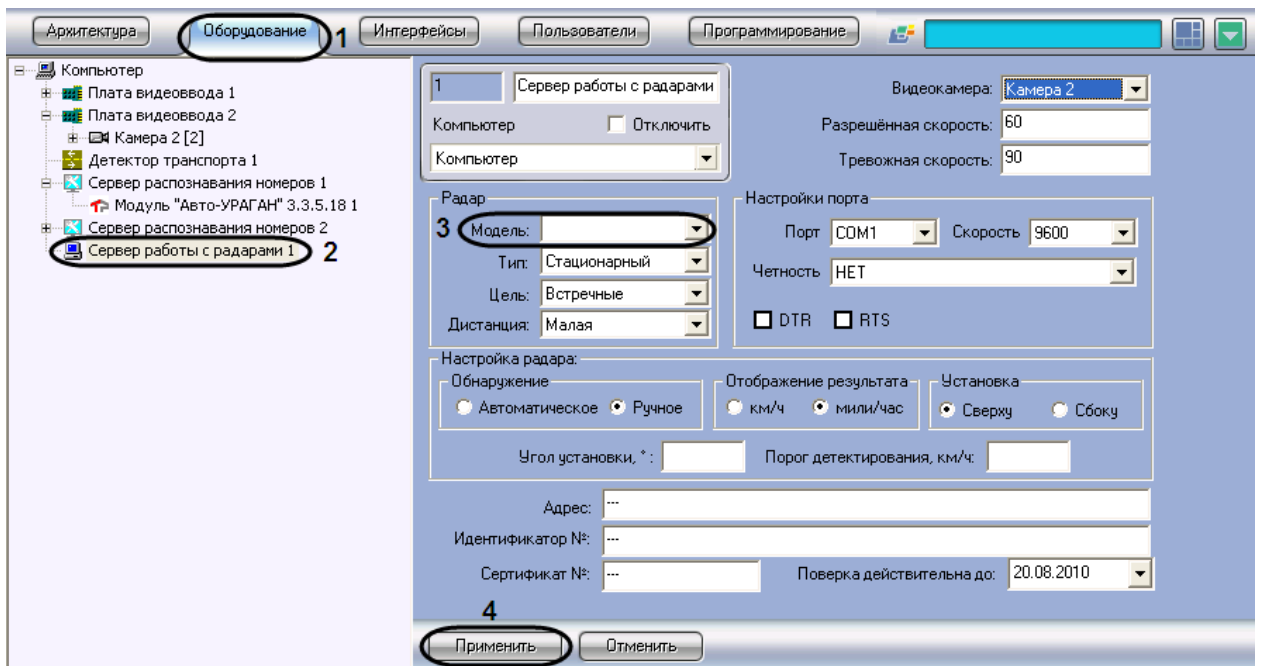 Архитектура Оборудование 1 Интерфейсы Пользователи Программирование
Компьютер
Плата видеоввода 1
Плата видеоввода 2
Камера 2 [2]
Детектор транспорта 1
Сервер распознавания номеров 1
Модуль "Авто-УРАГАН" 3.3.5.18 1
Сервер распознавания номеров 2
Сервер работы с радарами 1 2
1 Сервер работы с радарами
Компьютер Отключить
Компьютер
Видеокамера: Камера 2
Разрешённая скорость: 60
Тревожная скорость: 90
Радар
3 Модель:
Тип: Стационарный
Цель: Встречные
Дистанция: Малая
Настройки порта
Порт COM1 Скорость 9600
Четность НЕТ
DTR RTS
Настройка радара:
Обнаружение Отображение результата Установка
Автоматическое Ручное км/ч мили/час Сверху Сбоку
Угол установки, °: Порог детектирования, км/ч:
Адрес: ---
Идентификатор №: ---
Сертификат №: --- Поверка действительна до: 20.08.2010
4
Применить Отменить